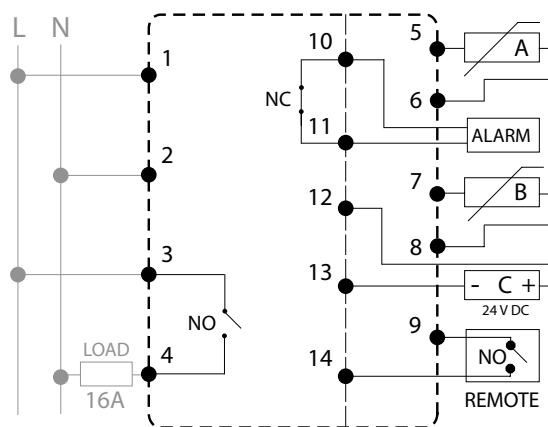 L N
1
2
3
4
NO
LOAD
16A
10
NC
11
12
13
14
5
A
6
ALARM
7
B
8
- C +
24 V DC
9
NO
REMOTE